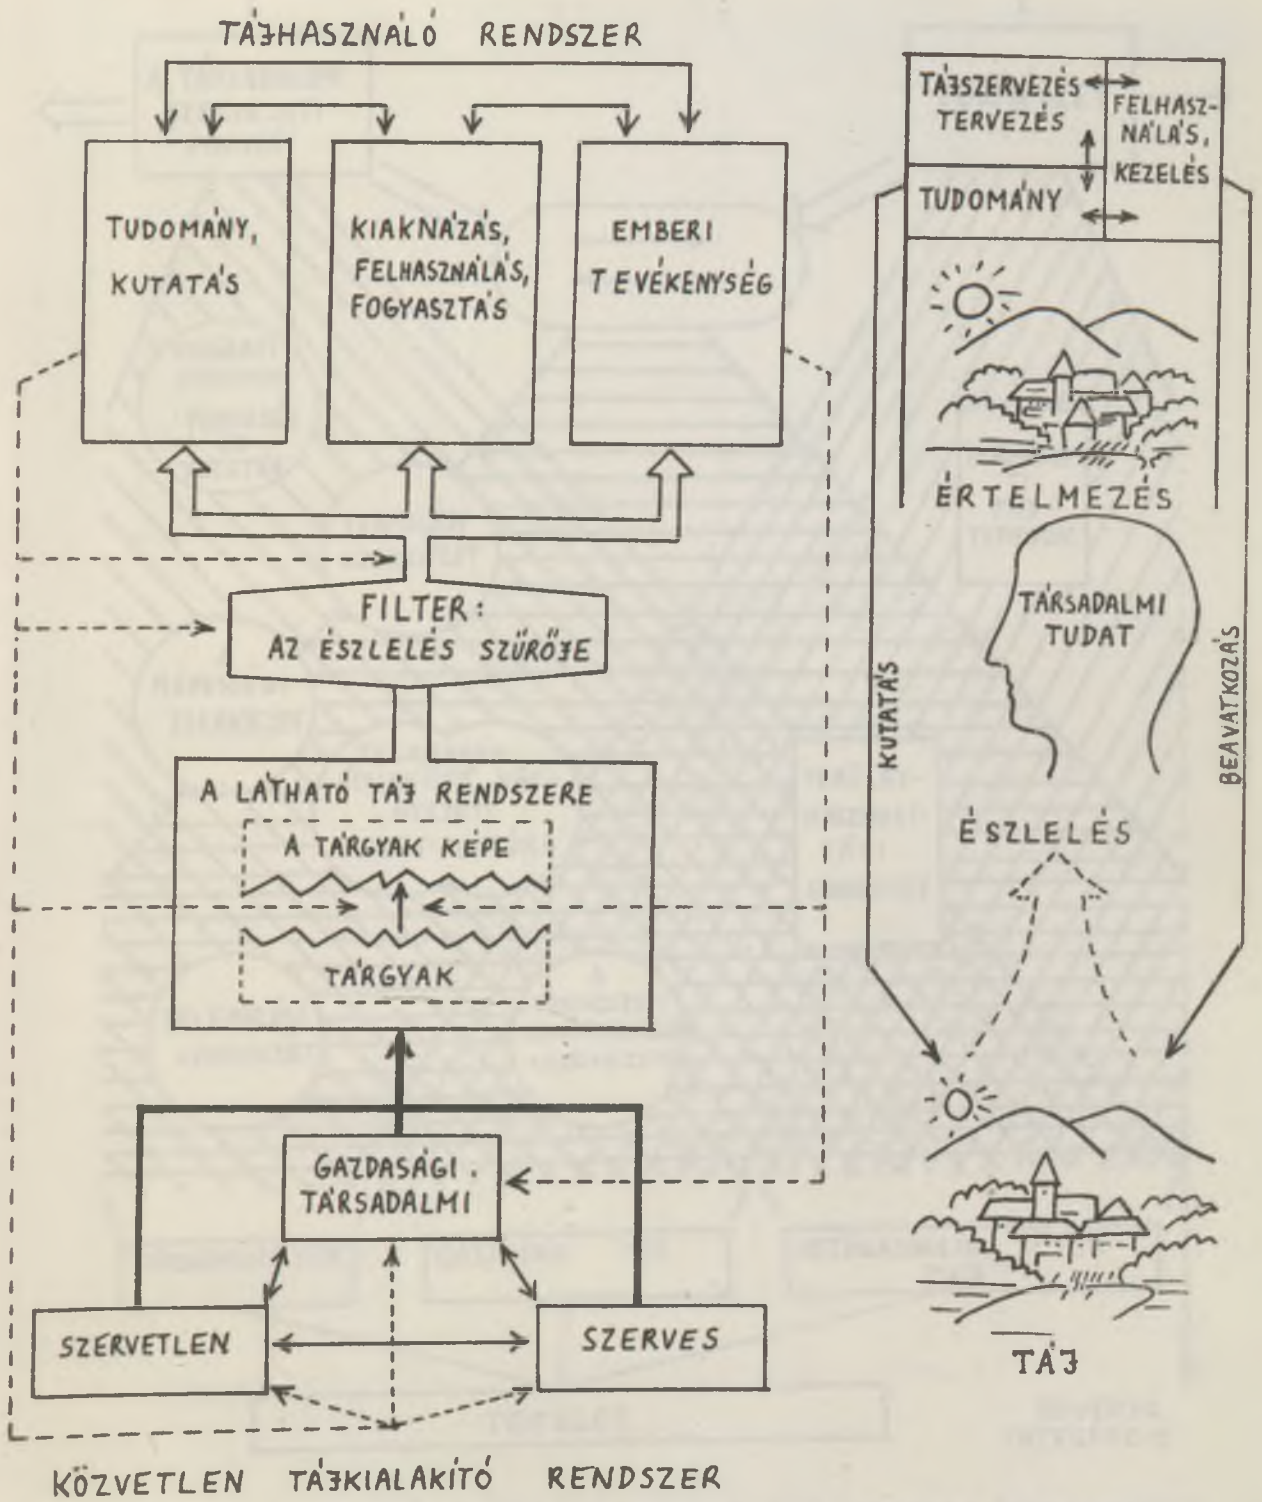 TÁJHASZNÁLÓ RENDSZER
TUDOMÁNY,
KUTATÁS
KIAKNÁZÁS,
FELHASZNÁLÁS,
FOGYASZTÁS
EMBERI
TEVÉKENYSÉG
FILTER:
AZ ÉSZLELÉS SZŰRŐJE
A LÁTHATÓ TÁJ RENDSZERE
A TÁRGYAK KÉPE
TÁRGYAK
GAZDASÁGI.
TÁRSADALMI
SZERVETLEN
SZERVES
KÖZVETLEN TÁJKIALAKÍTÓ RENDSZER
TÁJSZERVEZÉS
TERVEZÉS
FELHASZ-
NÁLÁS,
KEZELÉS
TUDOMÁNY
ÉRTELMEZÉS
TÁRSADALMI
TUDAT
KUTATÁS
BEAVATKOZÁS
ÉSZLELÉS
TÁJ